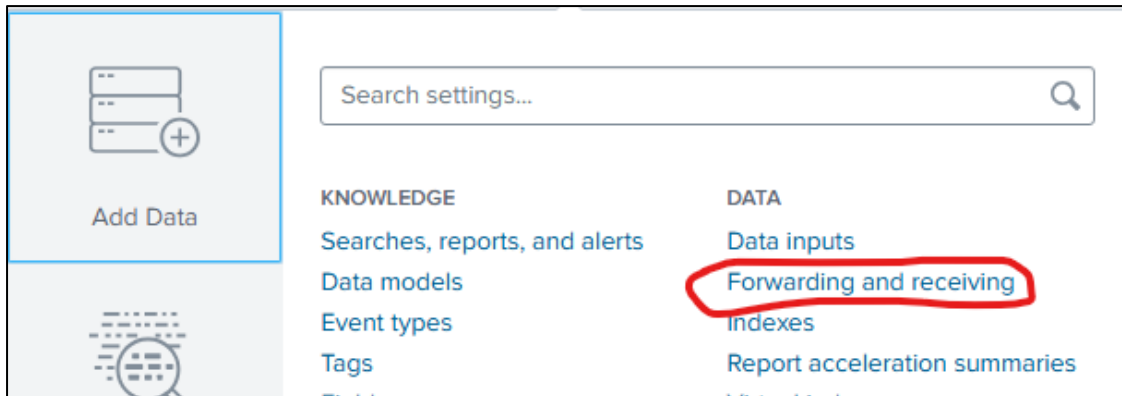 Search settings...
Add Data
KNOWLEDGE
Searches, reports, and alerts
Data models
Event types
Tags
DATA
Data inputs
Forwarding and receiving
Indexes
Report acceleration summaries